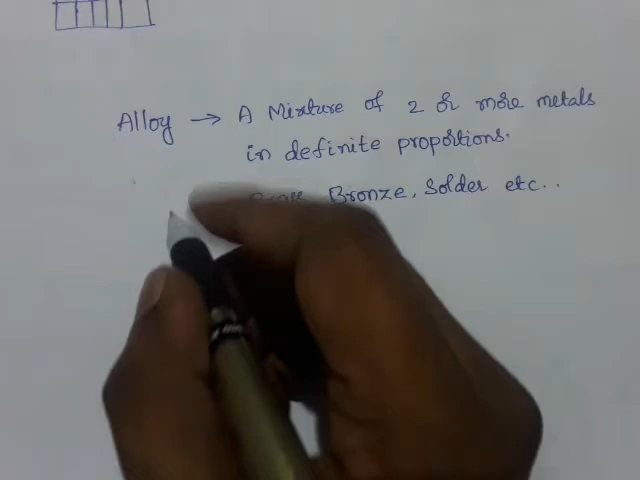 Alloy → A Mixture of 2 or more metals
in definite proportions.
Bronze, Solder etc..